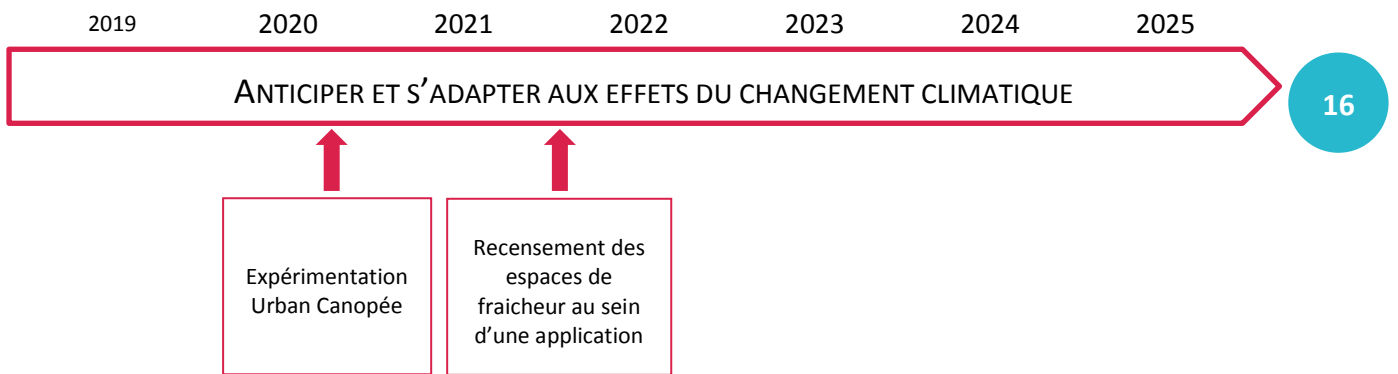 2019 2020 2021 2022 2023 2024 2025
ANTICIPER ET S'ADAPTER AUX EFFETS DU CHANGEMENT CLIMATIQUE
16
Expérimentation
Urban Canopée
Recensement des
espaces de
fraicheur au sein
d'une application